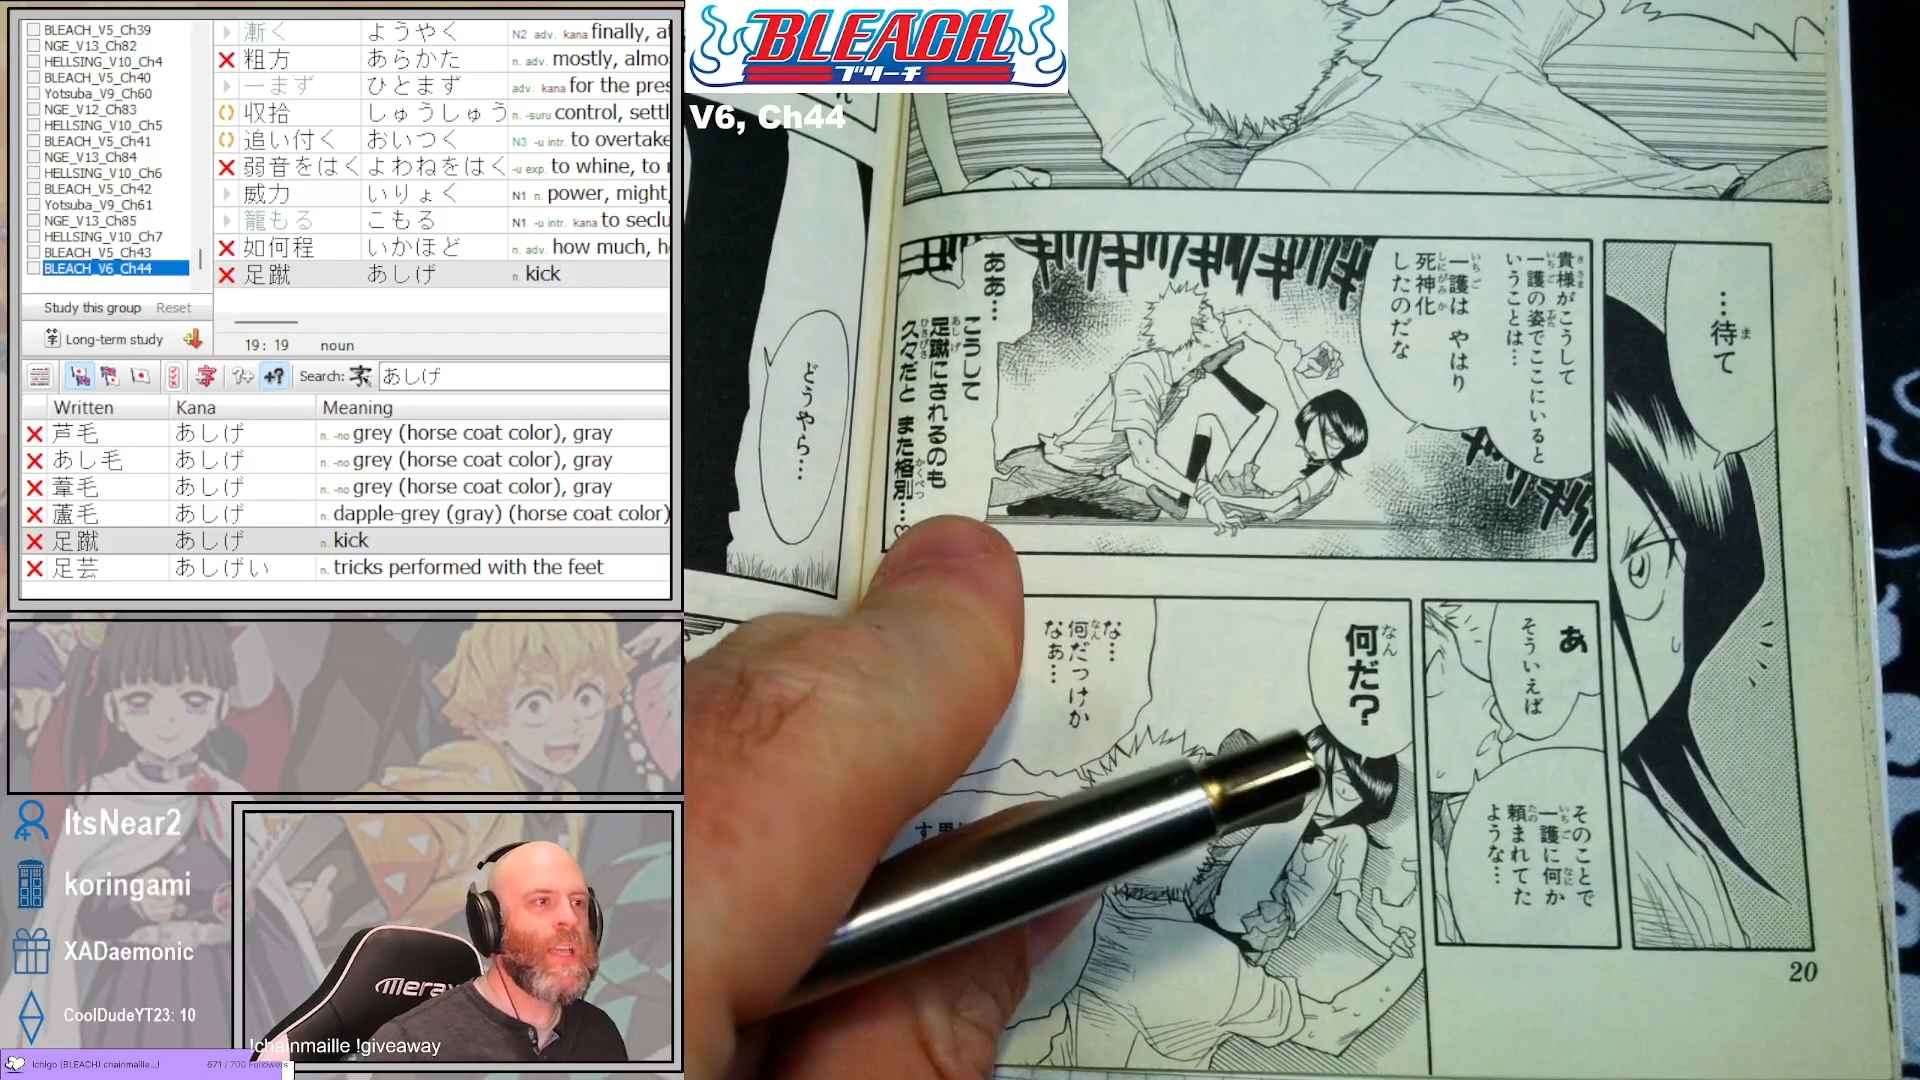 BLEACH_V5_Ch39
NGE_V13_Ch82
HELLSING_V10_Ch4
BLEACH_V5_Ch40
Yotsuba_V9_Ch60
NGE_V12_Ch83
HELLSING_V10_Ch5
BLEACH_V5_Ch41
NGE_V13_Ch84
HELLSING_V10_Ch6
BLEACH_V5_Ch42
Yotsuba_V9_Ch61
NGE_V13_Ch85
HELLSING_V10_Ch7
BLEACH_V5_Ch43
BLEACH_V6_Ch44
Study this group Reset
Long-term study
漸く ようやく N2 adv. kana finally, at
粗方 あらかた n. adv. mostly, almo
一まず ひとまず adv. kana for the pres
収拾 しゅうしゅう n. -suru control, settl
追い付く おいつく N3 -u intr. to overtake
弱音をはく よわねをはく -u exp. to whine, to
威力 いりょく N1 n. power, might,
籠もる こもる N1 -u intr. kana to seclu
如何程 いかほど n. adv. how much, h
足蹴 あしげ n. kick
19: 19 noun
Search: あしげ
Written Kana Meaning
芦毛 あしげ n. -no grey (horse coat color), gray
あし毛 あしげ n. -no grey (horse coat color), gray
葦毛 あしげ n. -no grey (horse coat color), gray
蘆毛 あしげ n. dapple-grey (gray) (horse coat color)
足蹴 あしげ n. kick
足芸 あしげい n. tricks performed with the feet
ItsNear2
koringami
XADaemonic
CoolDudeYT23: 10
Ichigo (BLEACH) chainmaille...! 671 / 700 Followers
!chainmaille !giveaway
BLEACH
ブリーチ
V6, Ch44
…待て
貴様がこうして
一護の姿でここにいると
いうことは…
一護は やはり
死神化
したのだな
ああ…
こうして
足蹴にされるのも
久々だと また格別…
あ
そういえば
そのことで
一護に何か
頼まれてた
ような…
何だ?
な…
何だっけか
なあ…
どうやら…
20